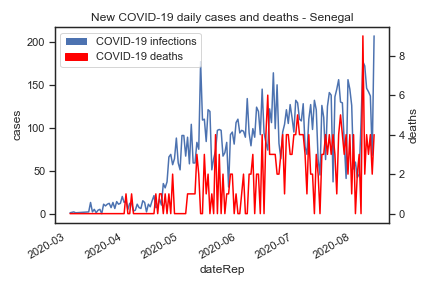 New COVID-19 daily cases and deaths - Senegal
COVID-19 infections
COVID-19 deaths
200
150
100
50
0
cases
8
6
4
2
0
deaths
2020-03
2020-04
2020-05
2020-06
2020-07
2020-08
dateRep